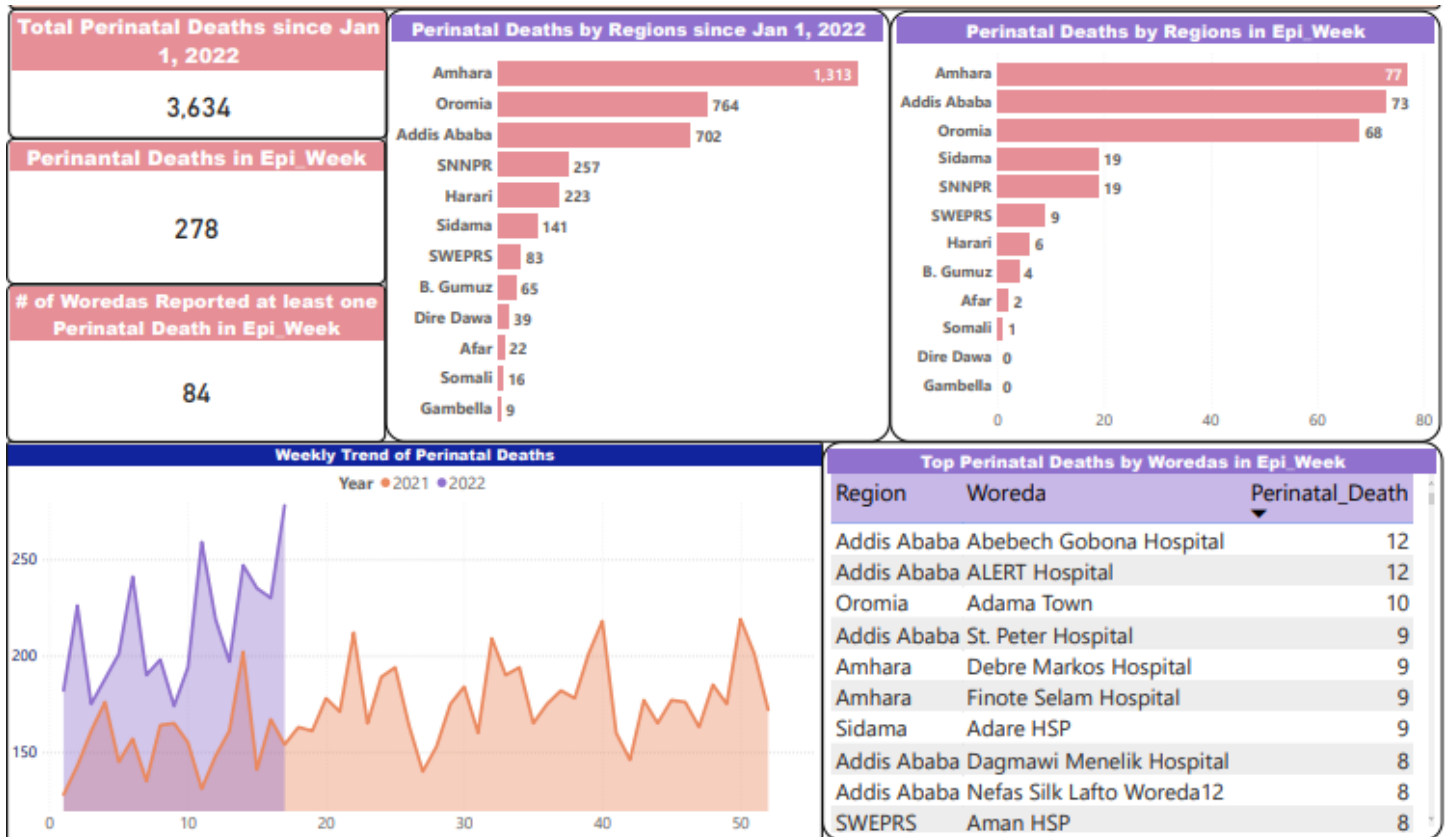 Total Perinatal Deaths since Jan
1, 2022
3,634
Perinantal Deaths in Epi_Week
278
# of Woredas Reported at least one
Perinatal Death in Epi_Week
84
Perinatal Deaths by Regions since Jan 1, 2022
Amhara 1,313
Oromia 764
Addis Ababa 702
SNNPR 257
Harari 223
Sidama 141
SWEPRS 83
B. Gumuz 65
Dire Dawa 39
Afar 22
Somali 16
Gambella 9
Perinatal Deaths by Regions in Epi_Week
Amhara 77
Addis Ababa 73
Oromia 68
Sidama 19
SNNPR 19
SWEPRS 9
Harari 6
B. Gumuz 4
Afar 2
Somali 1
Dire Dawa 0
Gambella 0
0 20 40 60 80
Weekly Trend of Perinatal Deaths
Year 2021 2022
250
200
150
0 10 20 30 40 50
Top Perinatal Deaths by Woredas in Epi_Week
Region Woreda Perinatal_Death
Addis Ababa Abebech Gobona Hospital 12
Addis Ababa ALERT Hospital 12
Oromia Adama Town 10
Addis Ababa St. Peter Hospital 9
Amhara Debre Markos Hospital 9
Amhara Finote Selam Hospital 9
Sidama Adare HSP 9
Addis Ababa Dagmawi Menelik Hospital 8
Addis Ababa Nefas Silk Lafto Woreda12 8
SWEPRS Aman HSP 8